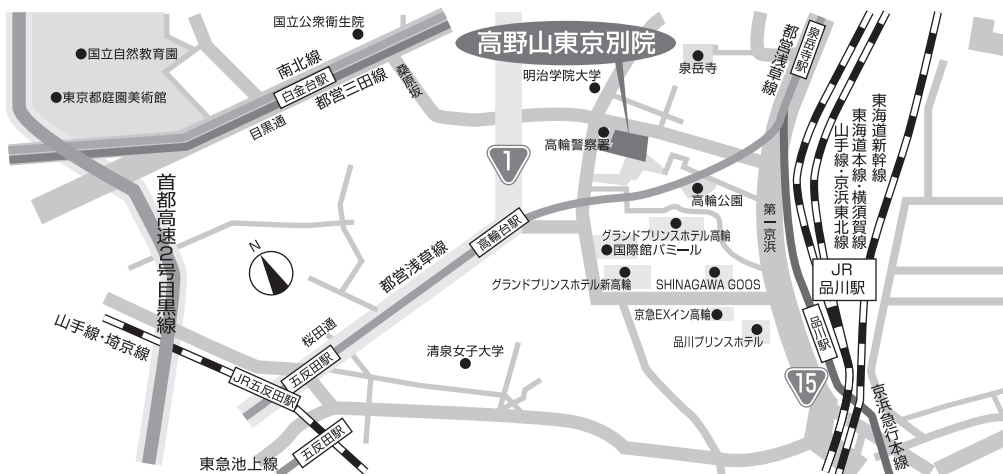 国立公衆衛生院
国立自然教育園
東京都庭園美術館
南北線
白金台駅
都営三田線
目黒通
桑原坂
高野山東京別院
明治学院大学
泉岳寺
都営浅草線
泉岳寺駅
高輪警察署
1
高輪公園
東海道新幹線
東海道本線・横須賀線
山手線・京浜東北線
第一京浜
首都高速2号目黒線
N
都営浅草線
高輪台駅
グランドプリンスホテル高輪
国際館パミール
グランドプリンスホテル新高輪
SHINAGAWA GOOS
JR
品川駅
京急EXイン高輪
品川プリンスホテル
品川駅
山手線・埼京線
桜田通
清泉女子大学
五反田駅
JR五反田駅
五反田駅
東急池上線
15
京浜急行本線